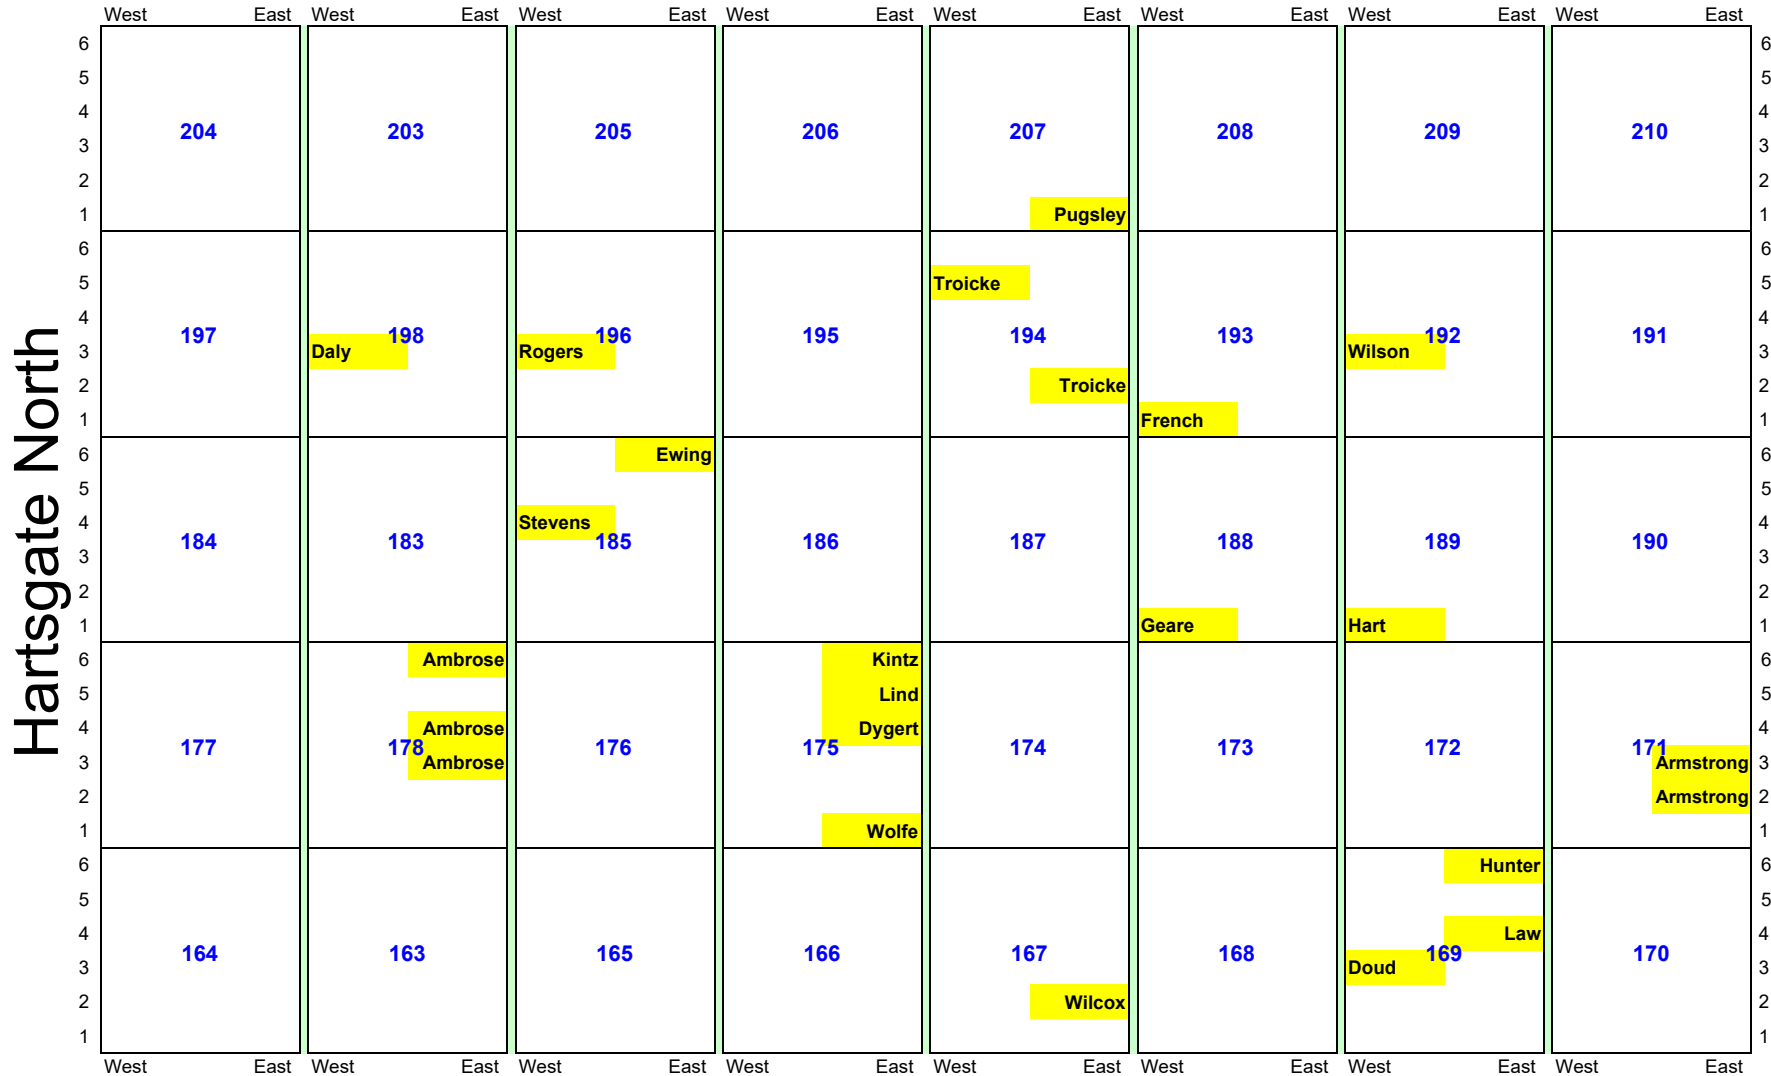 West East West East West East West East West East West East West East West East
Hartsgate North
6 6
5 5
4 4
204 203 205 206 207 208 209 210
3 3
2 2
1 Pugsley 1
6 6
5 Troicke 5
4 4
197 198 196 195 194 193 192 191
3 Daly Rogers Wilson 3
2 Troicke 2
1 French 1
6 Ewing 6
5 5
4 Stevens 4
184 183 185 186 187 188 189 190
3 3
2 2
1 Geare Hart 1
6 Ambrose Kintz 6
5 Lind 5
4 Ambrose Dygert 4
177 178 176 175 174 173 172 171
3 Ambrose Armstrong 3
2 Armstrong 2
1 Wolfe 1
6 Hunter 6
5 5
4 Law 4
164 163 165 166 167 168 169 170
3 Doud 3
2 Wilcox 2
1 1
West East West East West East West East West East West East West East West East